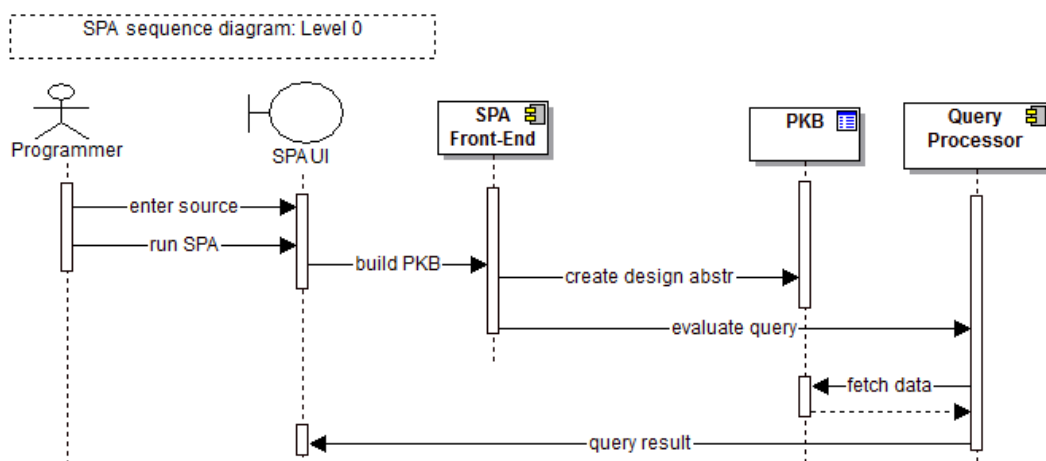 SPA sequence diagram: Level 0
Programmer
SPA UI
SPA
Front-End
PKB
Query
Processor
enter source
run SPA
build PKB
create design abstr
evaluate query
fetch data
query result